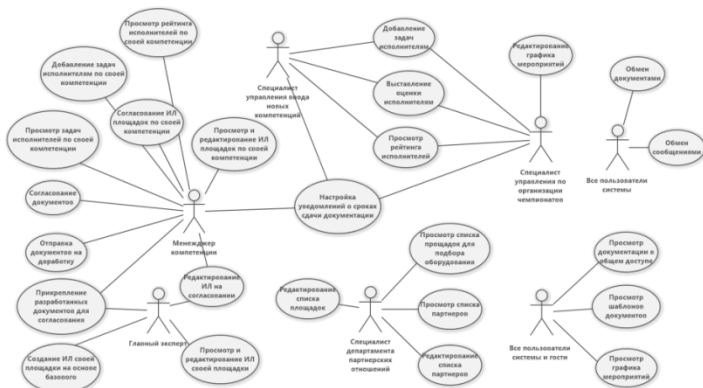 Просмотр рейтинга
исполнителей по
своей компетенции
Добавление задач
исполнителям по своей
компетенции
Согласование ИЛ
площадок по своей
компетенции
Просмотр задач
исполнителей по своей
компетенции
Просмотр и
редактирование ИЛ
площадок по своей
компетенции
Согласование
документов
Отправка
документов на
доработку
Менежджер
компетенции
Прикрепление
разработанных
документов для
согласования
Редактирование
ИЛ на
согласовании
Главный эксперт
Создание ИЛ своей
площадки на основе
базового
Просмотр и
редактирование ИЛ
своей площадки
Специалист
управления ввода
новых
компетенций
Добавление
задач
исполнителям
Выставление
оценки
исполнителям
Просмотр
рейтинга
исполнителей
Настройка
уведомлений о сроках
сдачи документации
Редактирование
графика
мероприятий
Специалист
управления по
организации
чемпионатов
Обмен
документами
Обмен
сообщениями
Все пользователи
системы
Просмотр списка
прощадок для
подбора
оборудования
Редактирование
списка
площадок
Просмотр списка
партнеров
Специалист
департамента
партнерских
отношений
Редактирование
списка
партнеров
Просмотр
документации в
общем доступе
Просмотр
шаблонов
документов
Все пользователи
системы и гости
Просмотр
графика
мероприятий